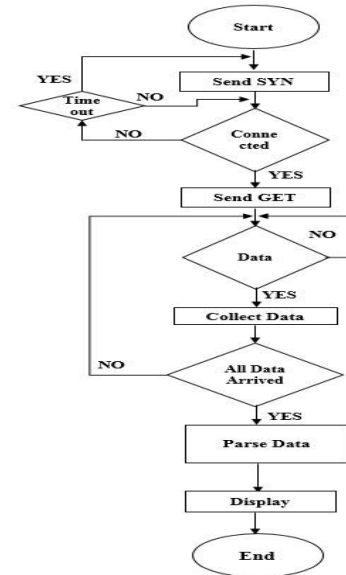 Start
YES
Send SYN
Time
out
NO
NO
Conne
cted
YES
Send GET
NO
Data
YES
Collect Data
NO
All Data
Arrived
YES
Parse Data
Display
End